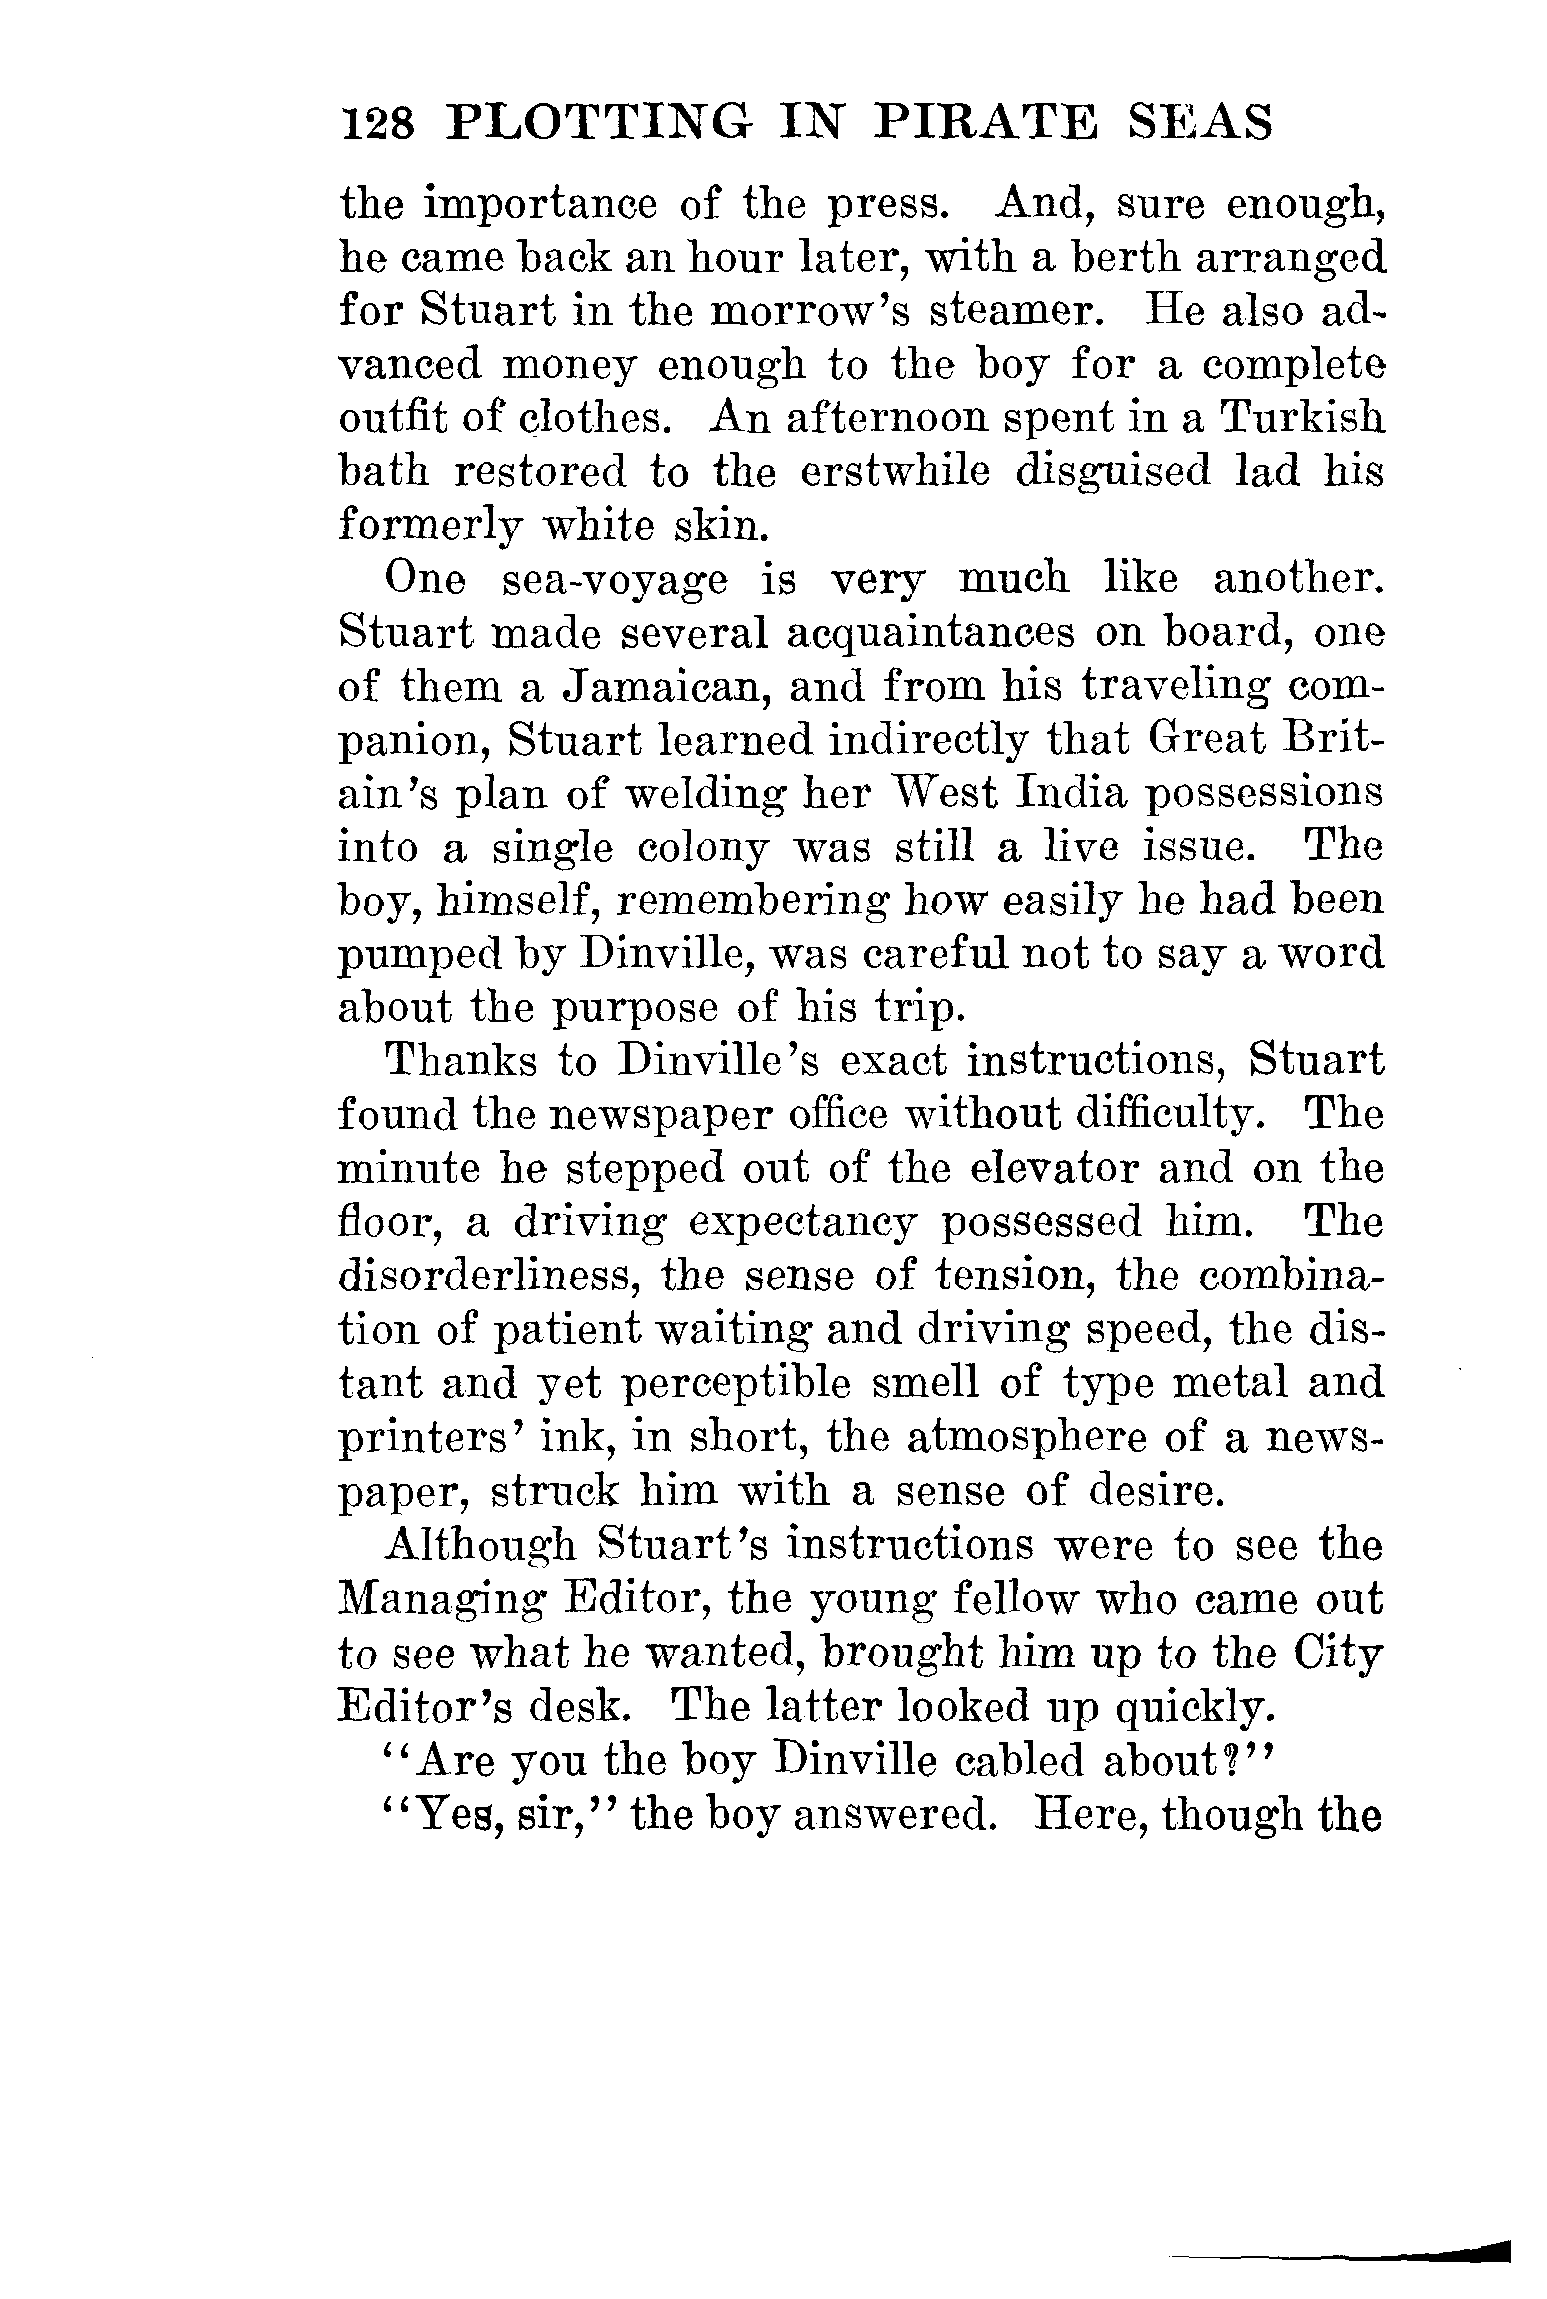 128 PLOTTING IN PIRATE SEAS
the importance of the press. And, sure enough,
he came back an hour later, with a berth arranged
for Stuart in the morrow's steamer. He also ad-
vanced money enough to the boy for a complete
outfit of clothes. An afternoon spent in a Turkish
bath restored to the erstwhile disguised lad his
formerly white skin.
One sea-voyage is very much like another.
Stuart made several acquaintances on board, one
of them a Jamaican, and from his traveling com-
panion, Stuart learned indirectly that Great Brit-
ain's plan of welding her West India possessions
into a single colony was still a live issue. The
boy, himself, remembering how easily he had been
pumped by Dinville, was careful not to say a word
about the purpose of his trip.
Thanks to Dinville's exact instructions, Stuart
found the newspaper office without difficulty. The
minute he stepped out of the elevator and on the
floor, a driving expectancy possessed him. The
disorderliness, the sense of tension, the combina-
tion of patient waiting and driving speed, the dis-
tant and yet perceptible smell of type metal and
printers' ink, in short, the atmosphere of a news-
paper, struck him with a sense of desire.
Although Stuart's instructions were to see the
Managing Editor, the young fellow who came out
to see what he wanted, brought him up to the City
Editor's desk. The latter looked up quickly.
"Are you the boy Dinville cabled about?"
"Yes, sir," the boy answered. Here, though the